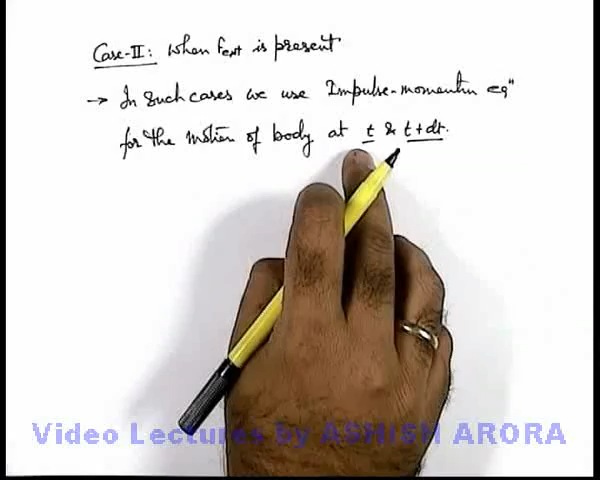 Case-II: When Fext is present
→ In such cases we use Impulse-momentum eqⁿ
for the motion of body at t & t+dt.
Video Lectures by ASHISH ARORA